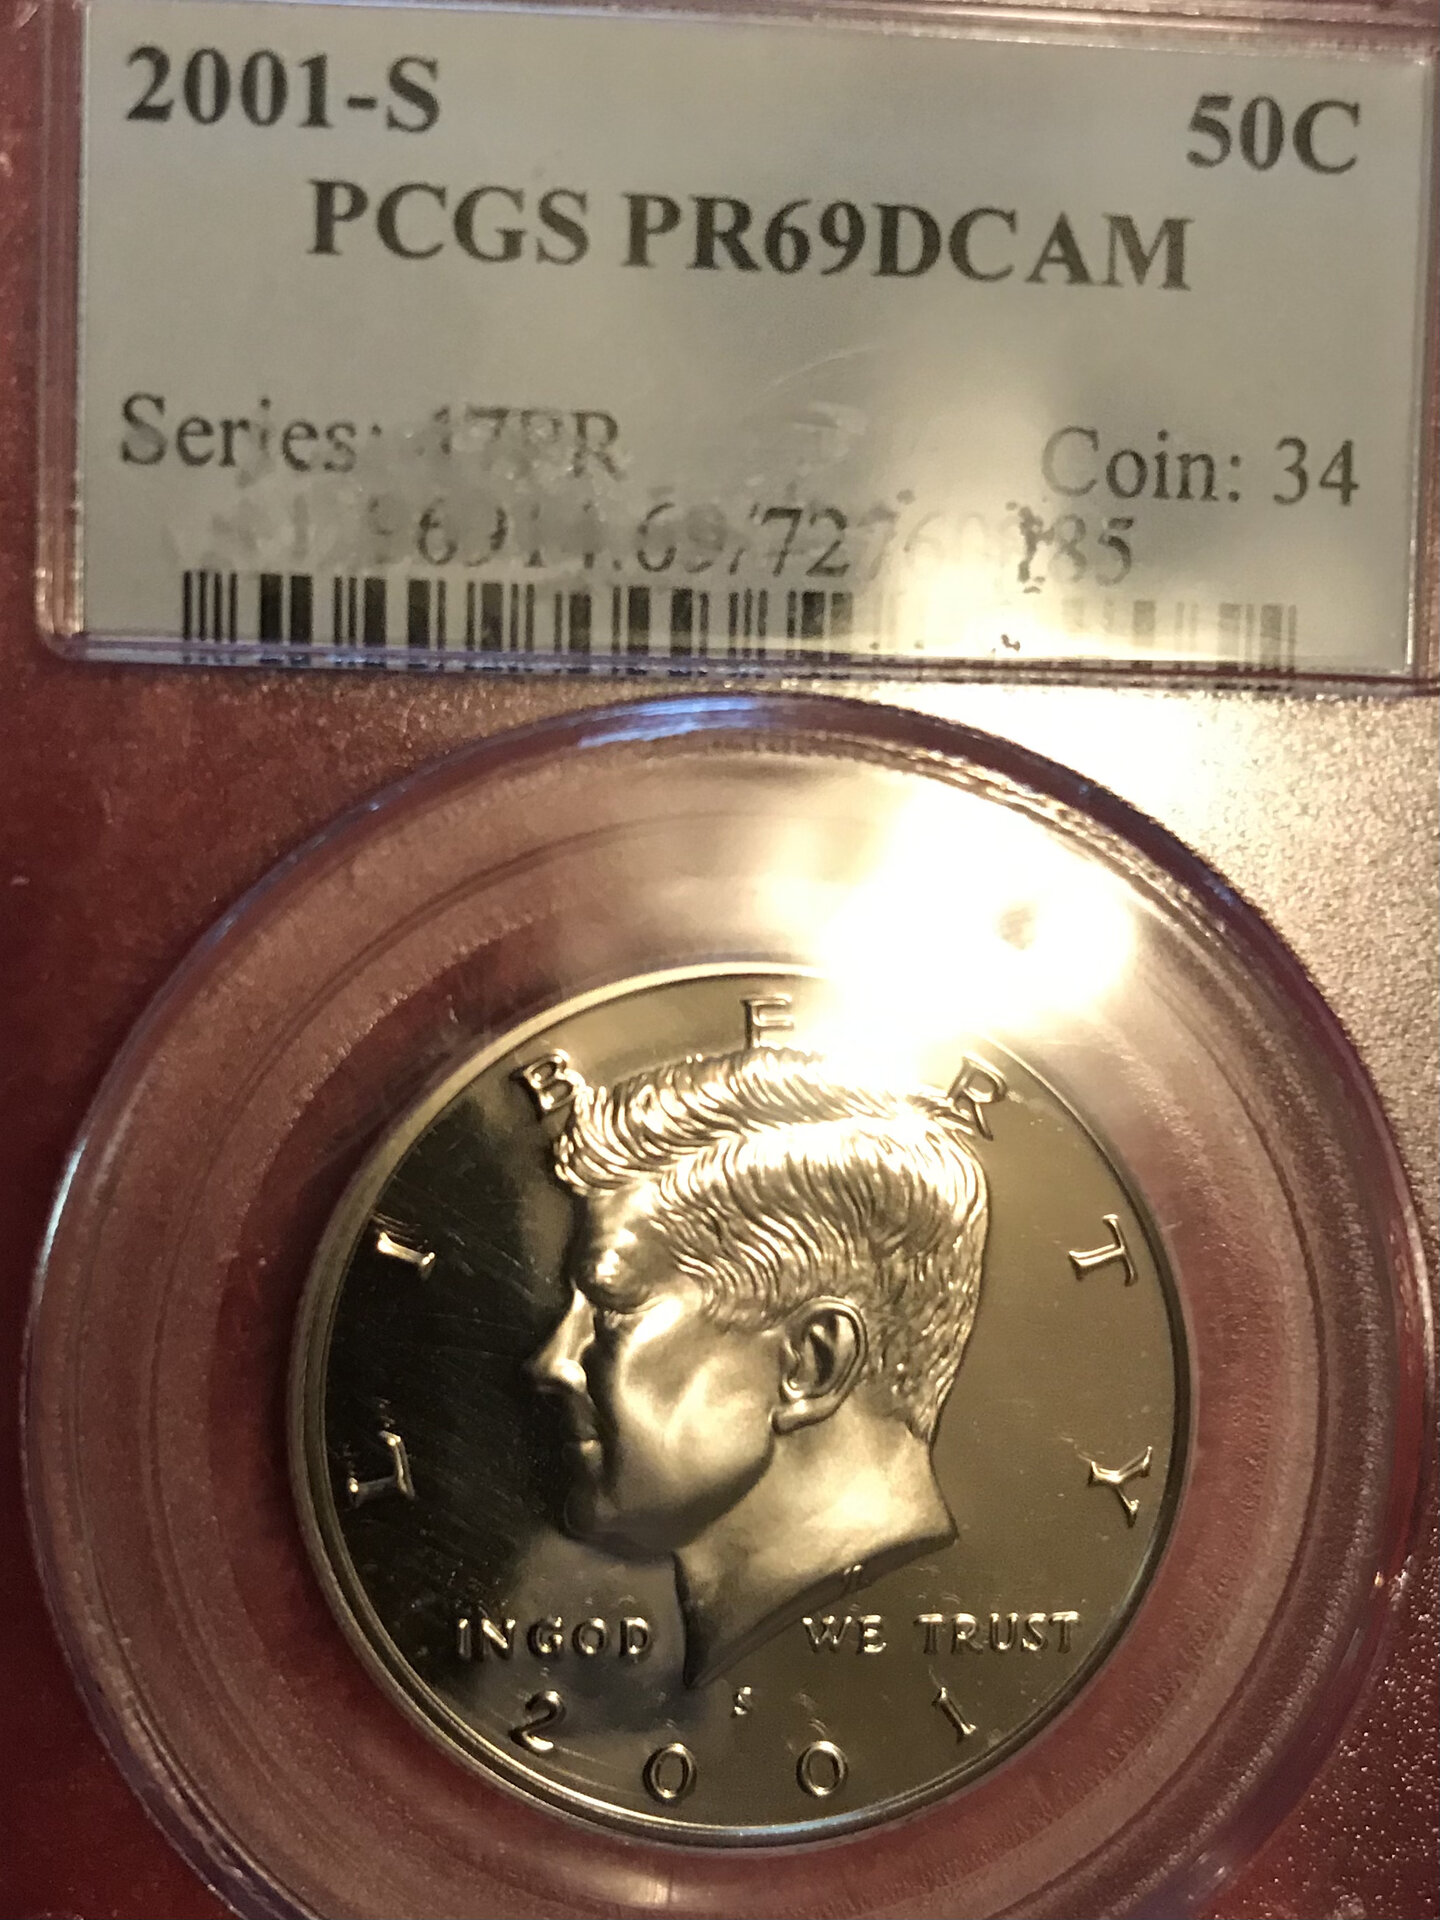 2001-S 50C
PCGS PR69DCAM
Series: Coin: 34
LIBERTY
IN GOD WE TRUST
S
2001